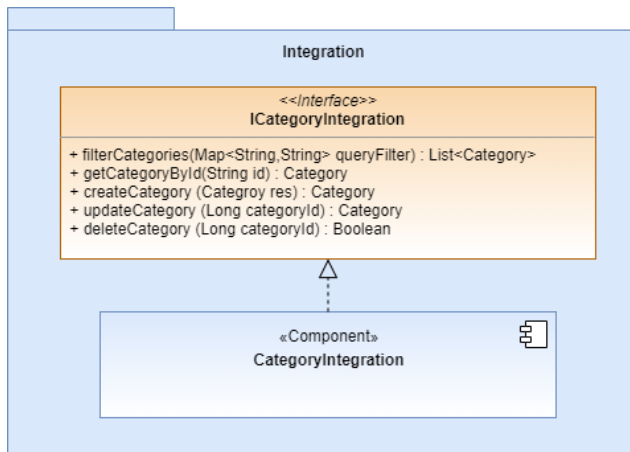 Integration
<<Interface>>
ICategoryIntegration
+ filterCategories(Map<String,String> queryFilter) : List<Category>
+ getCategoryById(String id) : Category
+ createCategory (Categroy res) : Category
+ updateCategory (Long categoryId) : Category
+ deleteCategory (Long categoryId) : Boolean
«Component»
CategoryIntegration